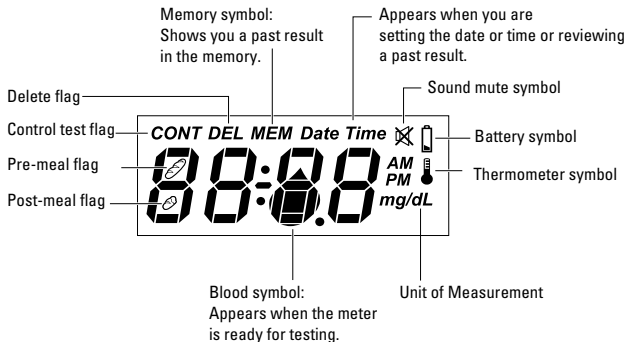 Memory symbol:
Shows you a past result
in the memory.
Appears when you are
setting the date or time or reviewing
a past result.
Sound mute symbol
Delete flag
Control test flag
CONT DEL MEM Date Time
Battery symbol
Pre-meal flag
88:88
AM
PM
Thermometer symbol
Post-meal flag
mg/dL
Blood symbol:
Appears when the meter
is ready for testing.
Unit of Measurement